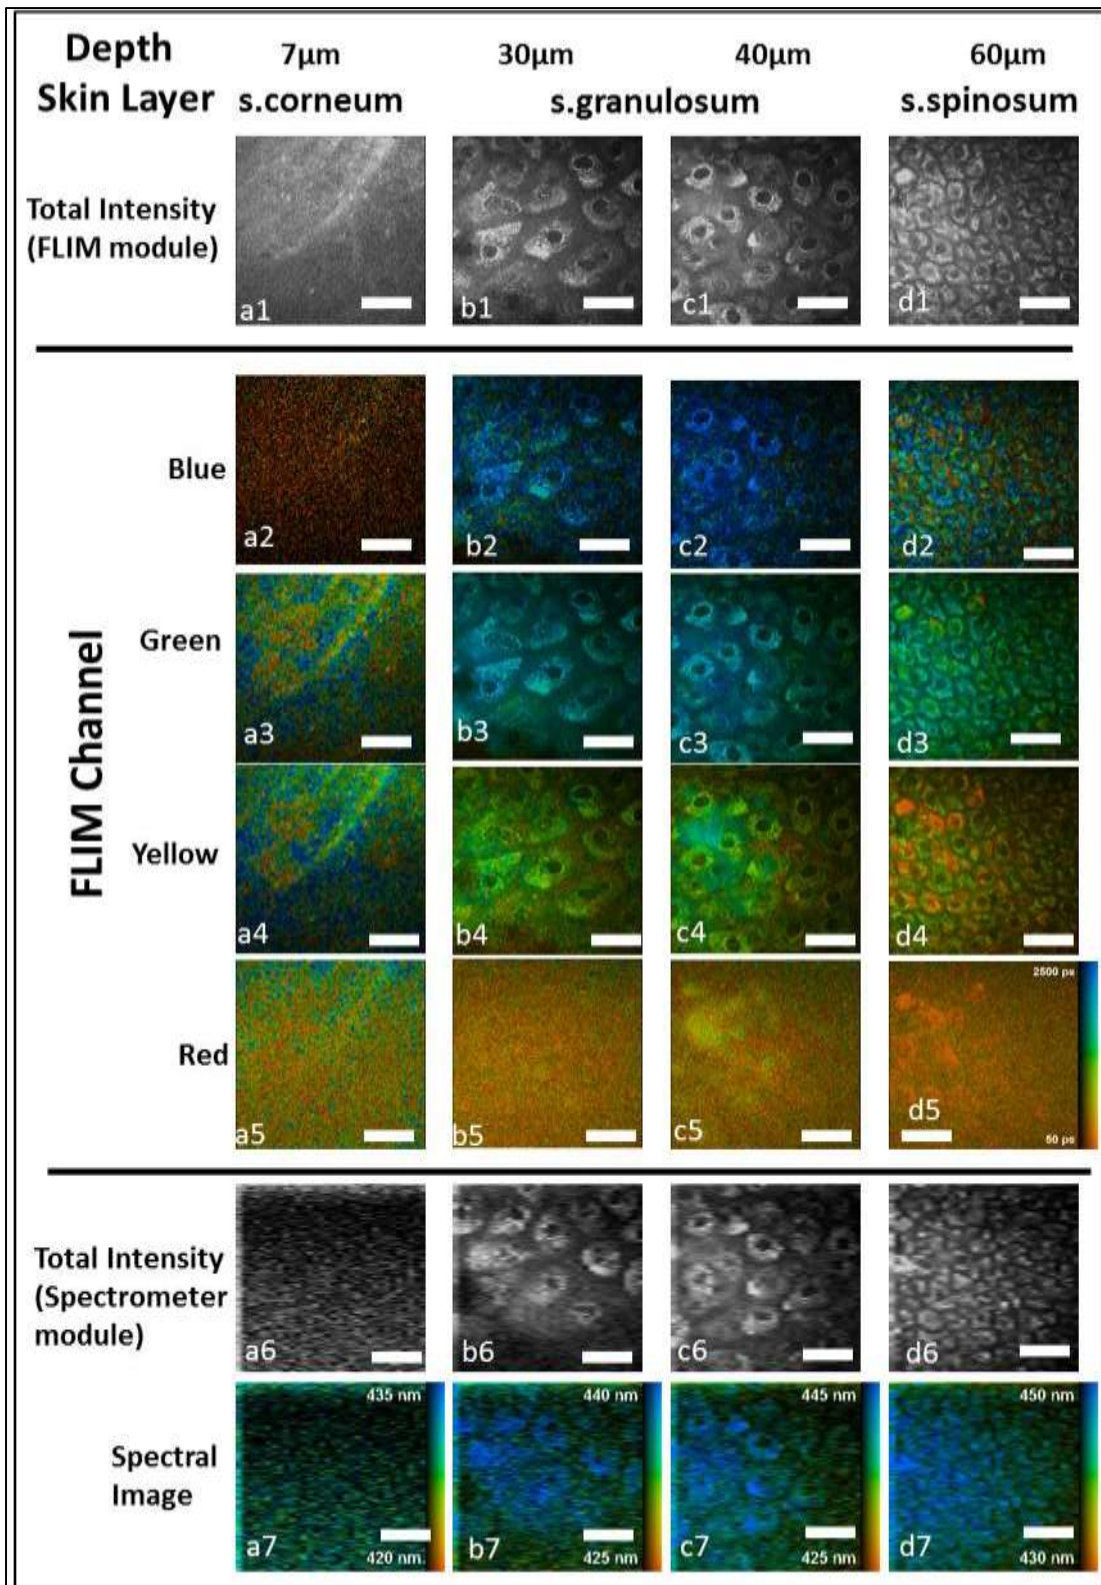 Depth 7μm 30μm 40μm 60μm
Skin Layer s.corneum s.granulosum s.spinosum
Total Intensity
(FLIM module)
a1 b1 c1 d1
FLIM Channel
Blue
a2 b2 c2 d2
Green
a3 b3 c3 d3
Yellow
a4 b4 c4 d4
2500 ps
Red
a5 b5 c5 d5
50 ps
Total Intensity
(Spectrometer
module)
a6 b6 c6 d6
435 nm 440 nm 445 nm 450 nm
Spectral
Image
a7 b7 c7 d7
420 nm 425 nm 425 nm 430 nm